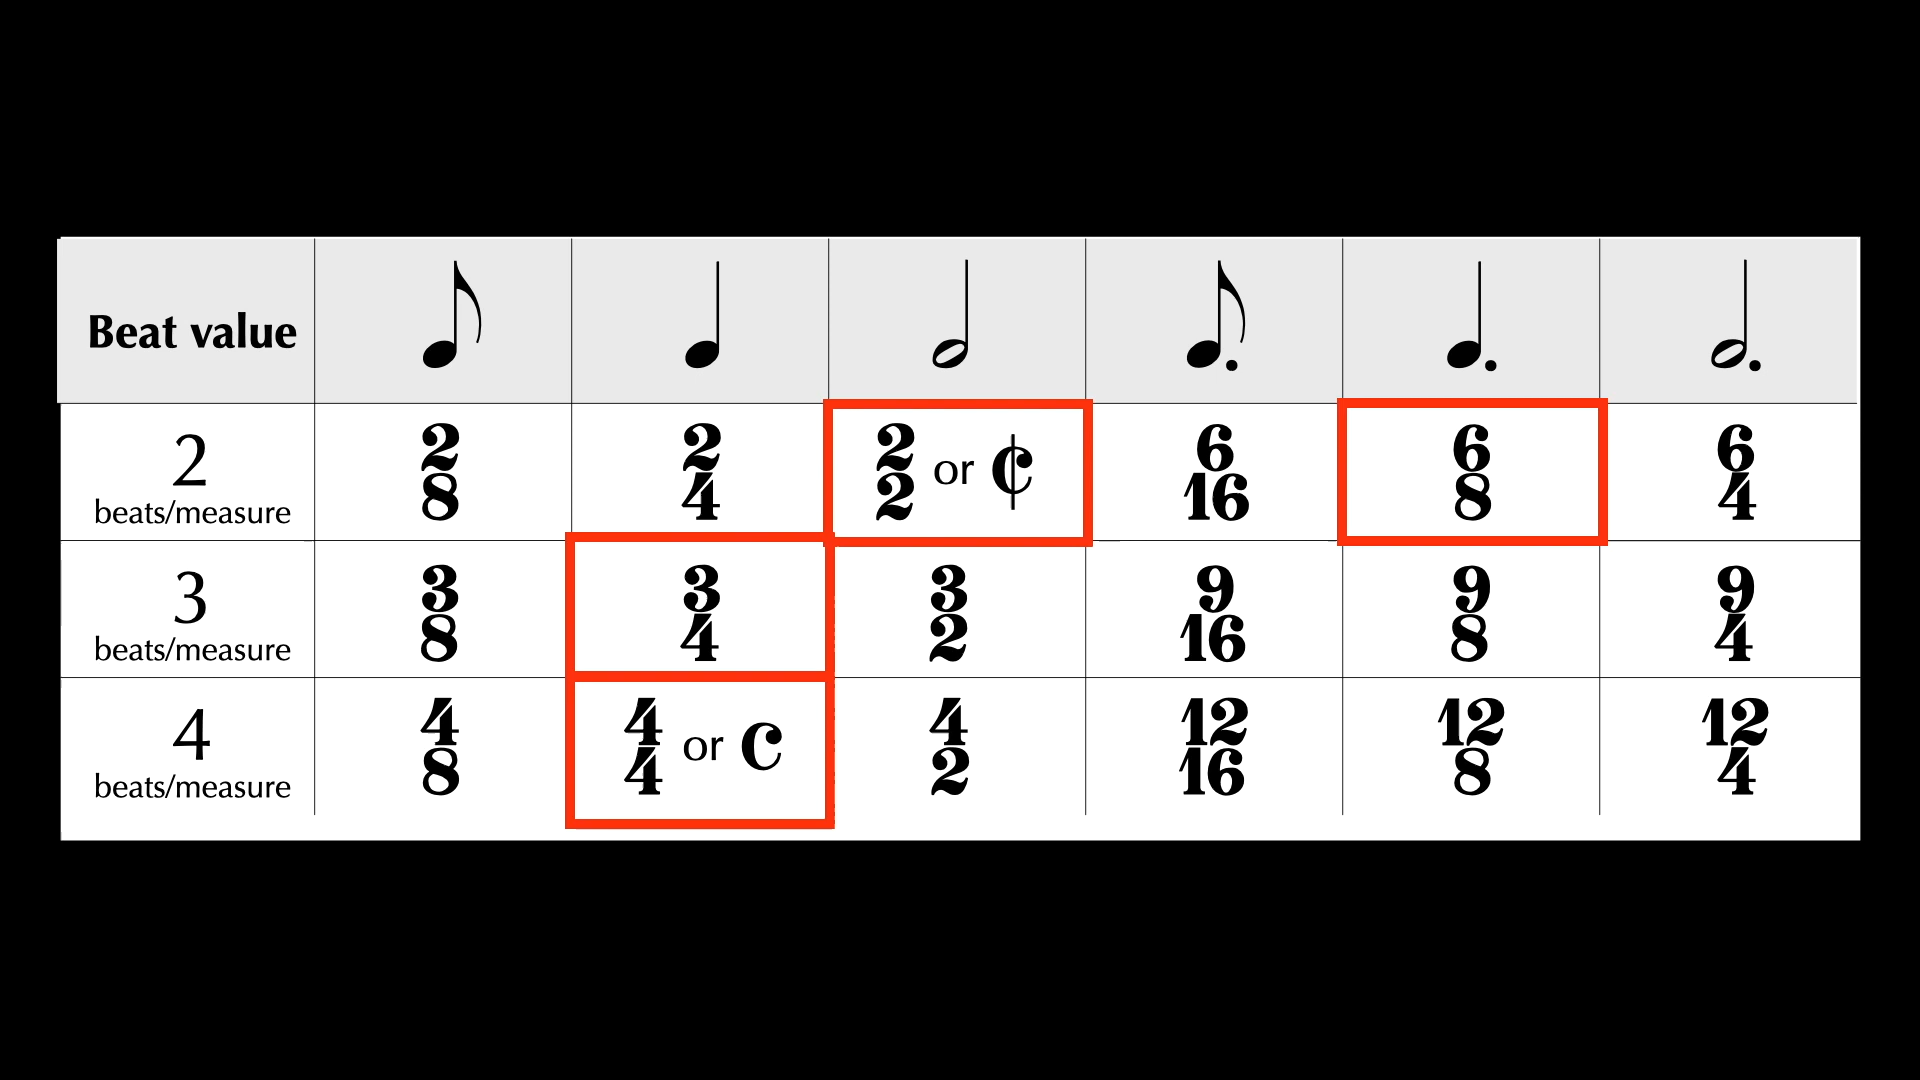 Beat value
2 2 2 or 𝄵 6 6 6
2 8 4 2 16 8 4
beats/measure
3 3 3 9 9 9
3 8 4 2 16 8 4
beats/measure
4 4 or 𝄴 4 12 12 12
4 8 4 2 16 8 4
beats/measure